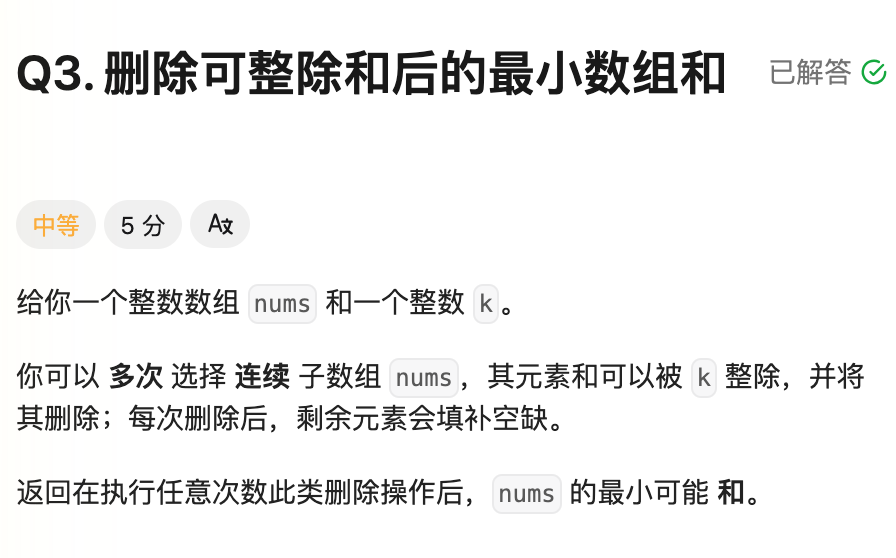 Q3. 删除可整除和后的最小数组和 已解答
中等 5 分
给你一个整数数组 nums 和一个整数 k 。
你可以 多次 选择 连续 子数组 nums ，其元素和可以被 k 整除，并将
其删除；每次删除后，剩余元素会填补空缺。
返回在执行任意次数此类删除操作后， nums 的最小可能 和。